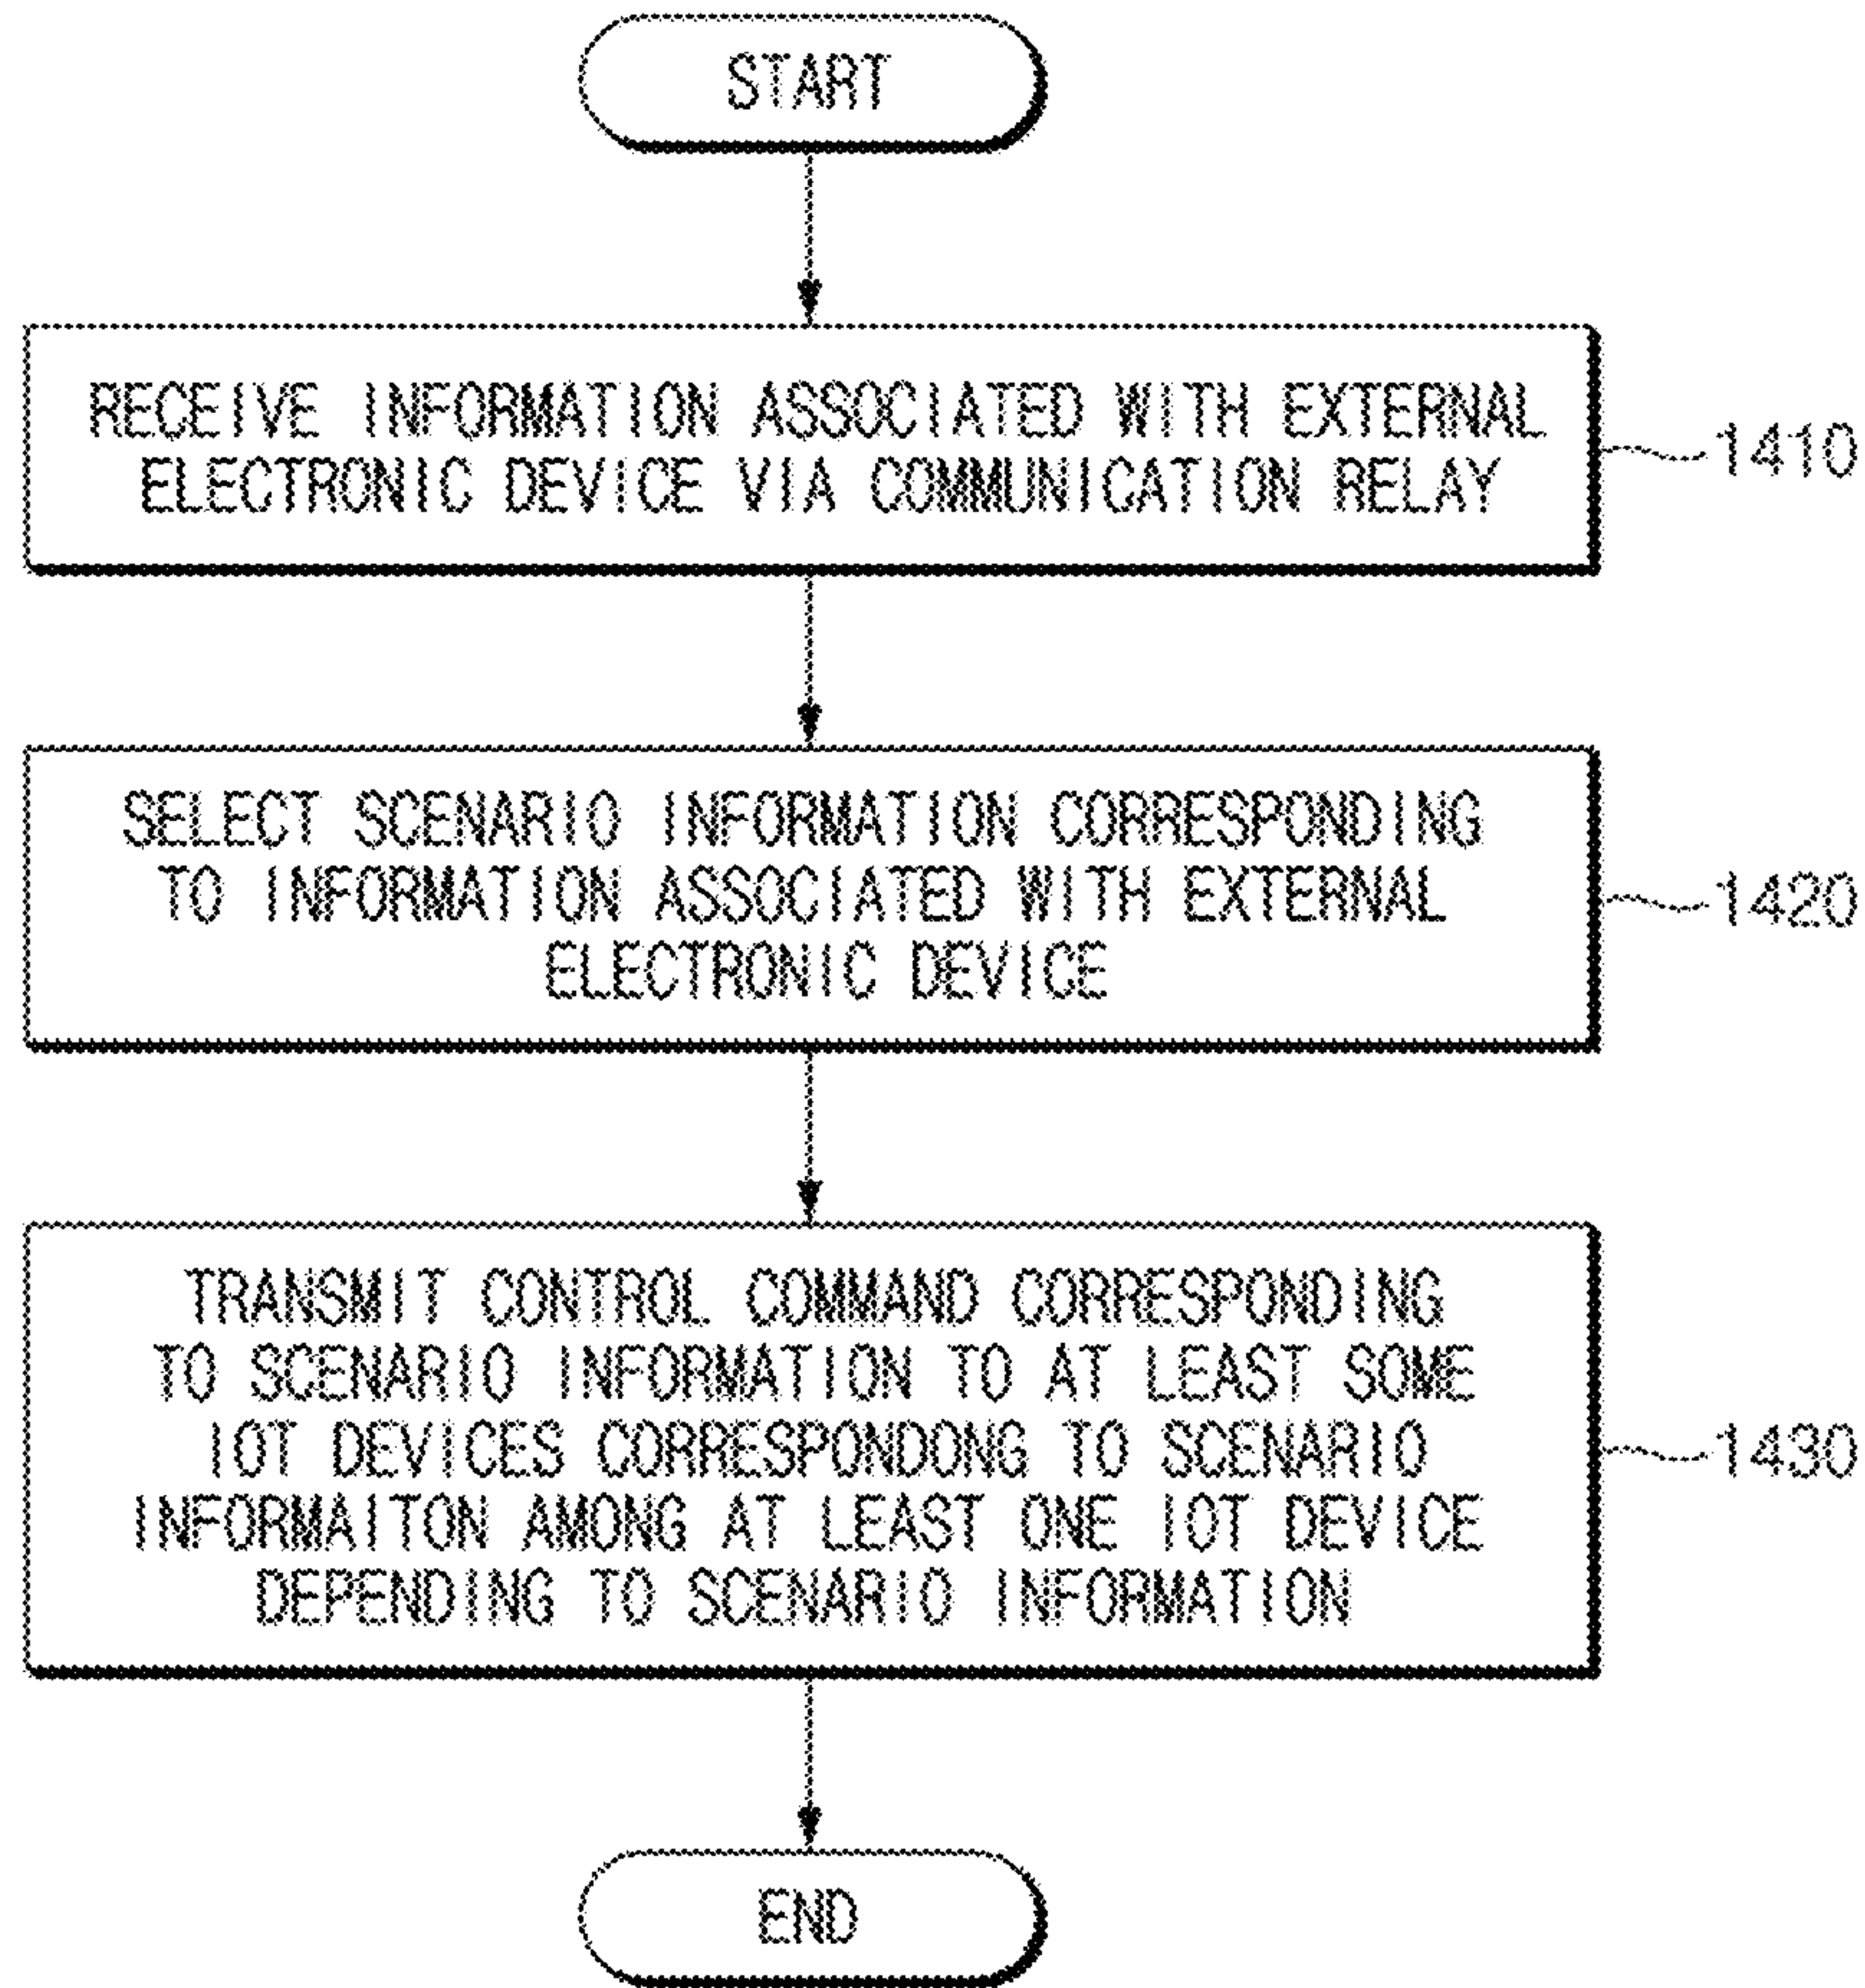 START
RECEIVE INFORMATION ASSOCIATED WITH EXTERNAL
ELECTRONIC DEVICE VIA COMMUNICATION RELAY
1410
SELECT SCENARIO INFORMATION CORRESPONDING
TO INFORMATION ASSOCIATED WITH EXTERNAL
ELECTRONIC DEVICE
1420
TRANSMIT CONTROL COMMAND CORRESPONDING
TO SCENARIO INFORMATION TO AT LEAST SOME
IOT DEVICES CORRESPONDONG TO SCENARIO
INFORMAITON AMONG AT LEAST ONE IOT DEVICE
DEPENDING TO SCENARIO INFORMATION
1430
END